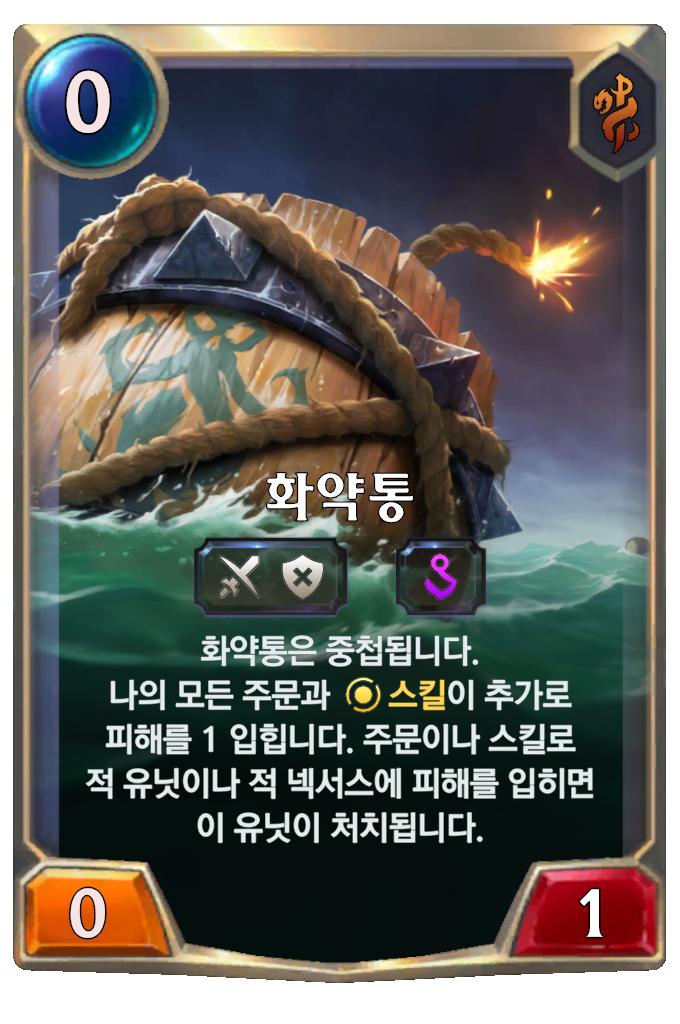 0
화약통
화약통은 중첩됩니다.
나의 모든 주문과 스킬이 추가로
피해를 1 입힙니다. 주문이나 스킬로
적 유닛이나 적 넥서스에 피해를 입히면
이 유닛이 처치됩니다.
0
1